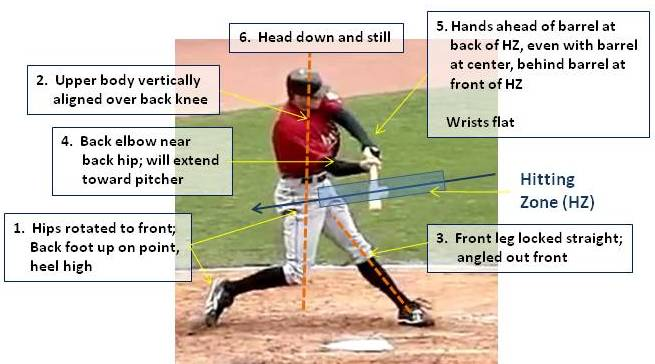 6. Head down and still
5. Hands ahead of barrel at
back of HZ, even with barrel
at center, behind barrel at
front of HZ
Wrists flat
2. Upper body vertically
aligned over back knee
4. Back elbow near
back hip; will extend
toward pitcher
Hitting
Zone (HZ)
1. Hips rotated to front;
Back foot up on point,
heel high
3. Front leg locked straight;
angled out front